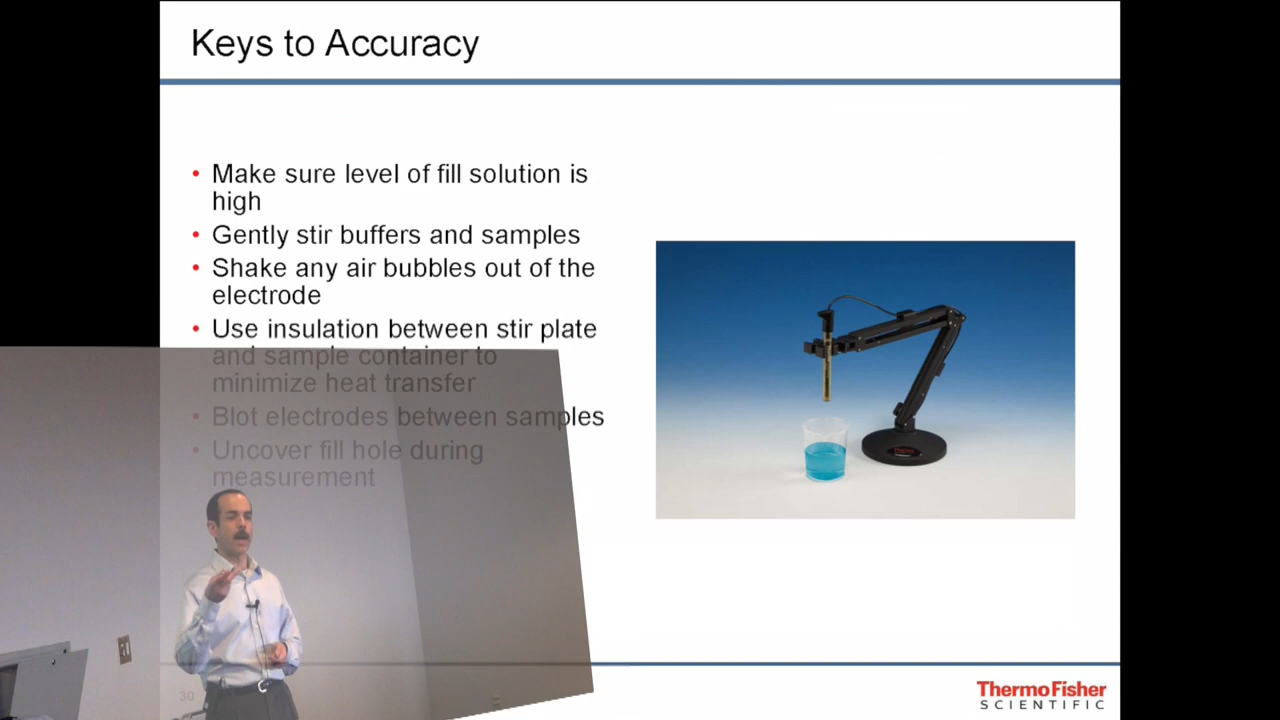 Keys to Accuracy
• Make sure level of fill solution is
high
• Gently stir buffers and samples
• Shake any air bubbles out of the
electrode
• Use insulation between stir plate
and sample container to
minimize heat transfer
• Blot electrodes between samples
• Uncover fill hole during
measurement
30
ThermoFisher
SCIENTIFIC